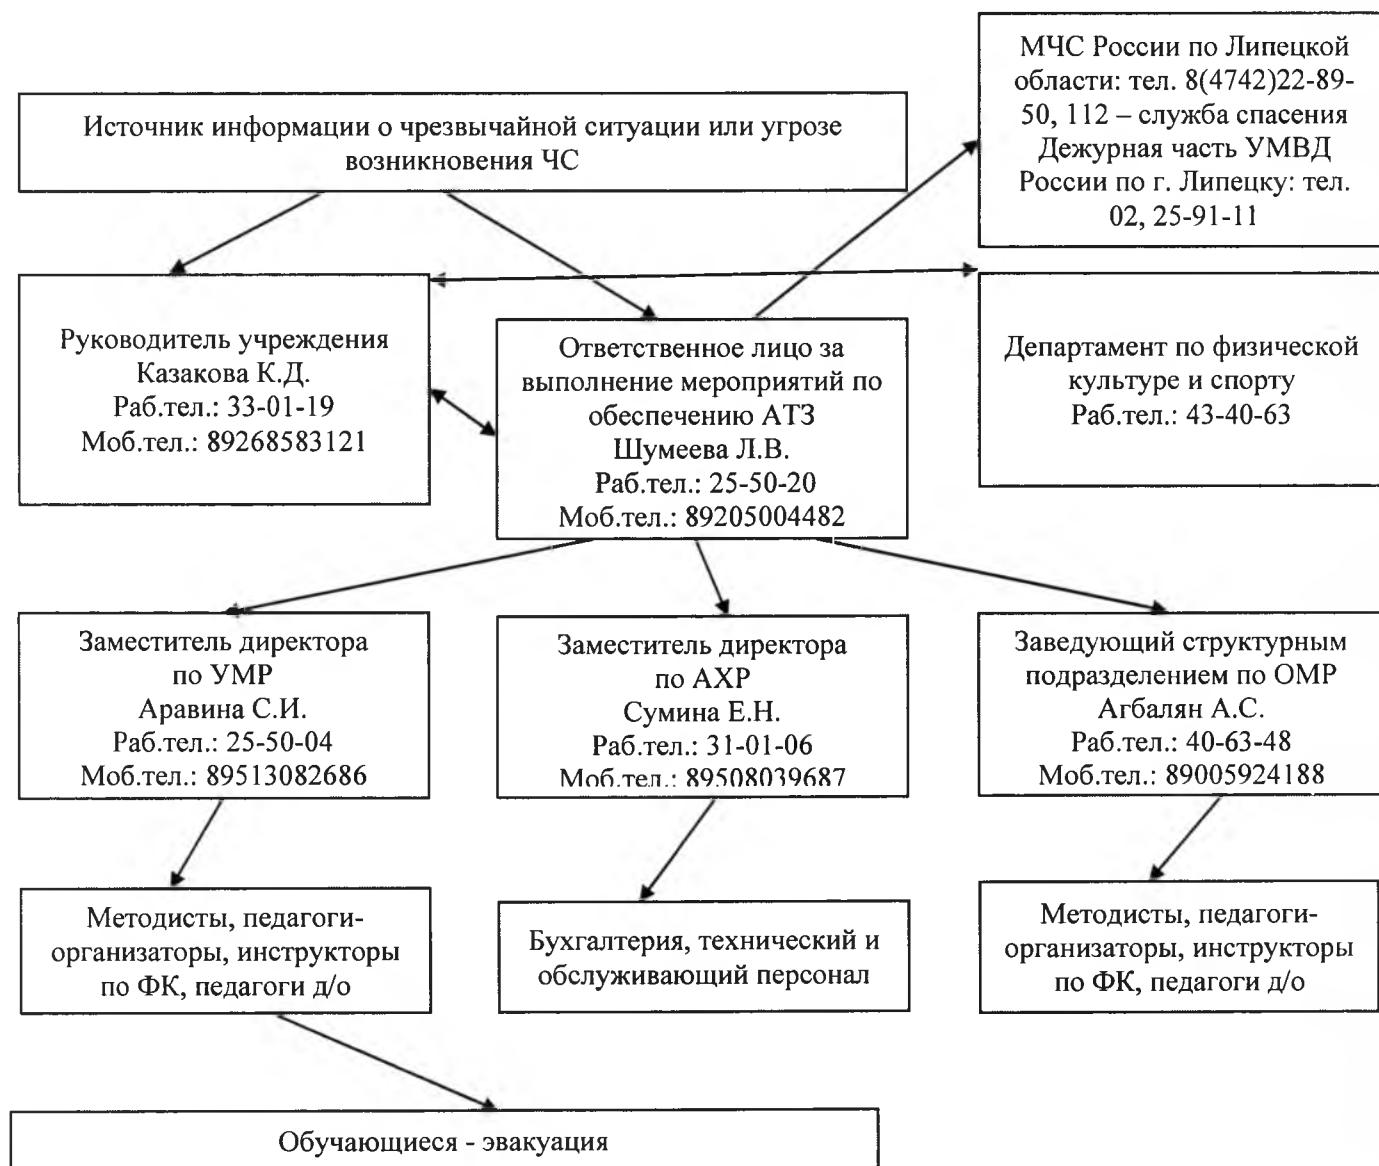 МЧС России по Липецкой
области: тел. 8(4742)22-89-
50, 112 – служба спасения
Дежурная часть УМВД
России по г. Липецку: тел.
02, 25-91-11
Источник информации о чрезвычайной ситуации или угрозе
возникновения ЧС
Руководитель учреждения
Казакова К.Д.
Раб.тел.: 33-01-19
Моб.тел.: 89268583121
Ответственное лицо за
выполнение мероприятий по
обеспечению АТЗ
Шумеева Л.В.
Раб.тел.: 25-50-20
Моб.тел.: 89205004482
Департамент по физической
культуре и спорту
Раб.тел.: 43-40-63
Заместитель директора
по УМР
Аравина С.И.
Раб.тел.: 25-50-04
Моб.тел.: 89513082686
Заместитель директора
по АХР
Сумина Е.Н.
Раб.тел.: 31-01-06
Моб.тел.: 89508039687
Заведующий структурным
подразделением по ОМР
Агбалян А.С.
Раб.тел.: 40-63-48
Моб.тел.: 89005924188
Методисты, педагоги-
организаторы, инструкторы
по ФК, педагоги д/о
Бухгалтерия, технический и
обслуживающий персонал
Методисты, педагоги-
организаторы, инструкторы
по ФК, педагоги д/о
Обучающиеся - эвакуация